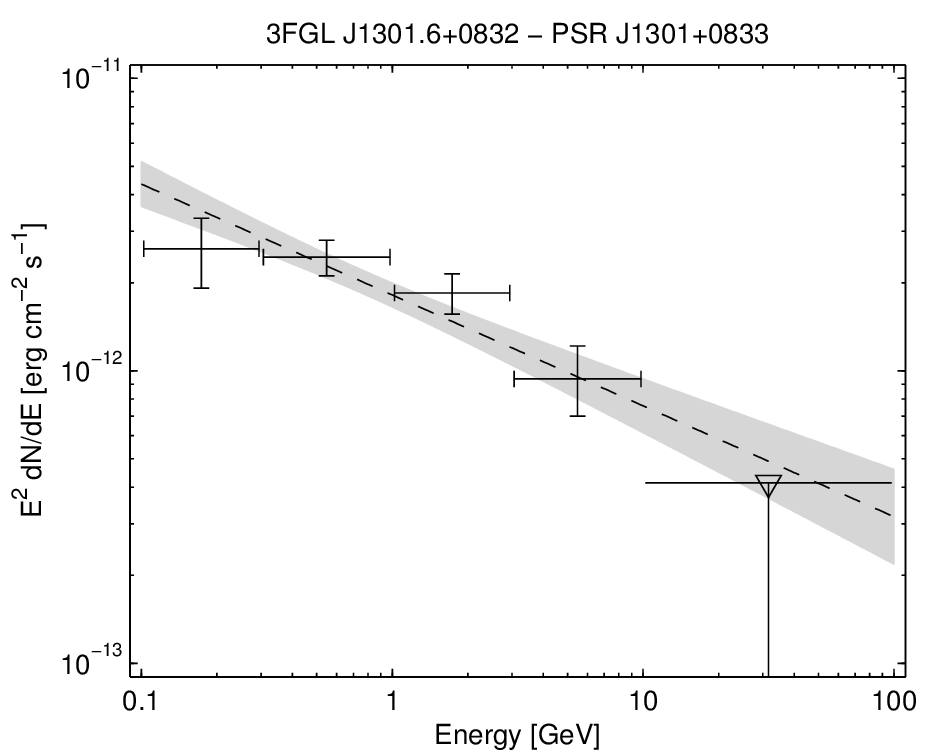 3FGL J1301.6+0832 − PSR J1301+0833
10⁻¹¹
10⁻¹²
10⁻¹³
E² dN/dE [erg cm⁻² s⁻¹]
0.1 1 10 100
Energy [GeV]